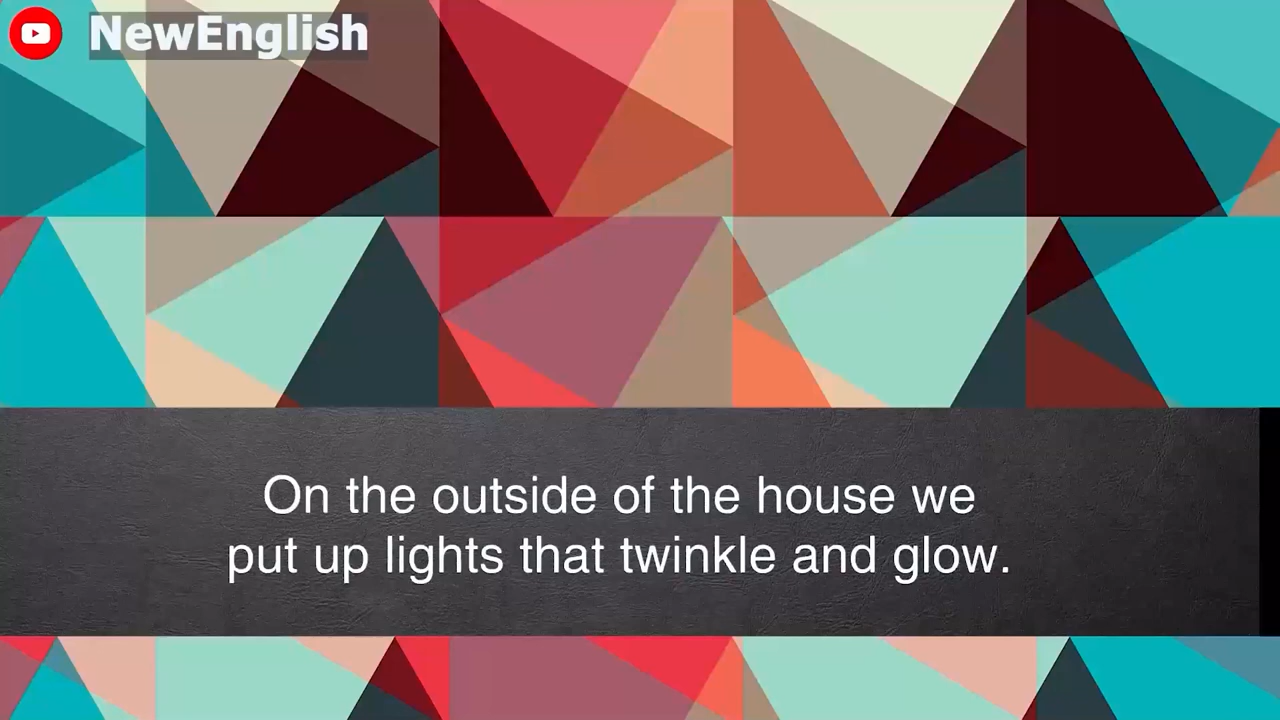 NewEnglish
On the outside of the house we
put up lights that twinkle and glow.